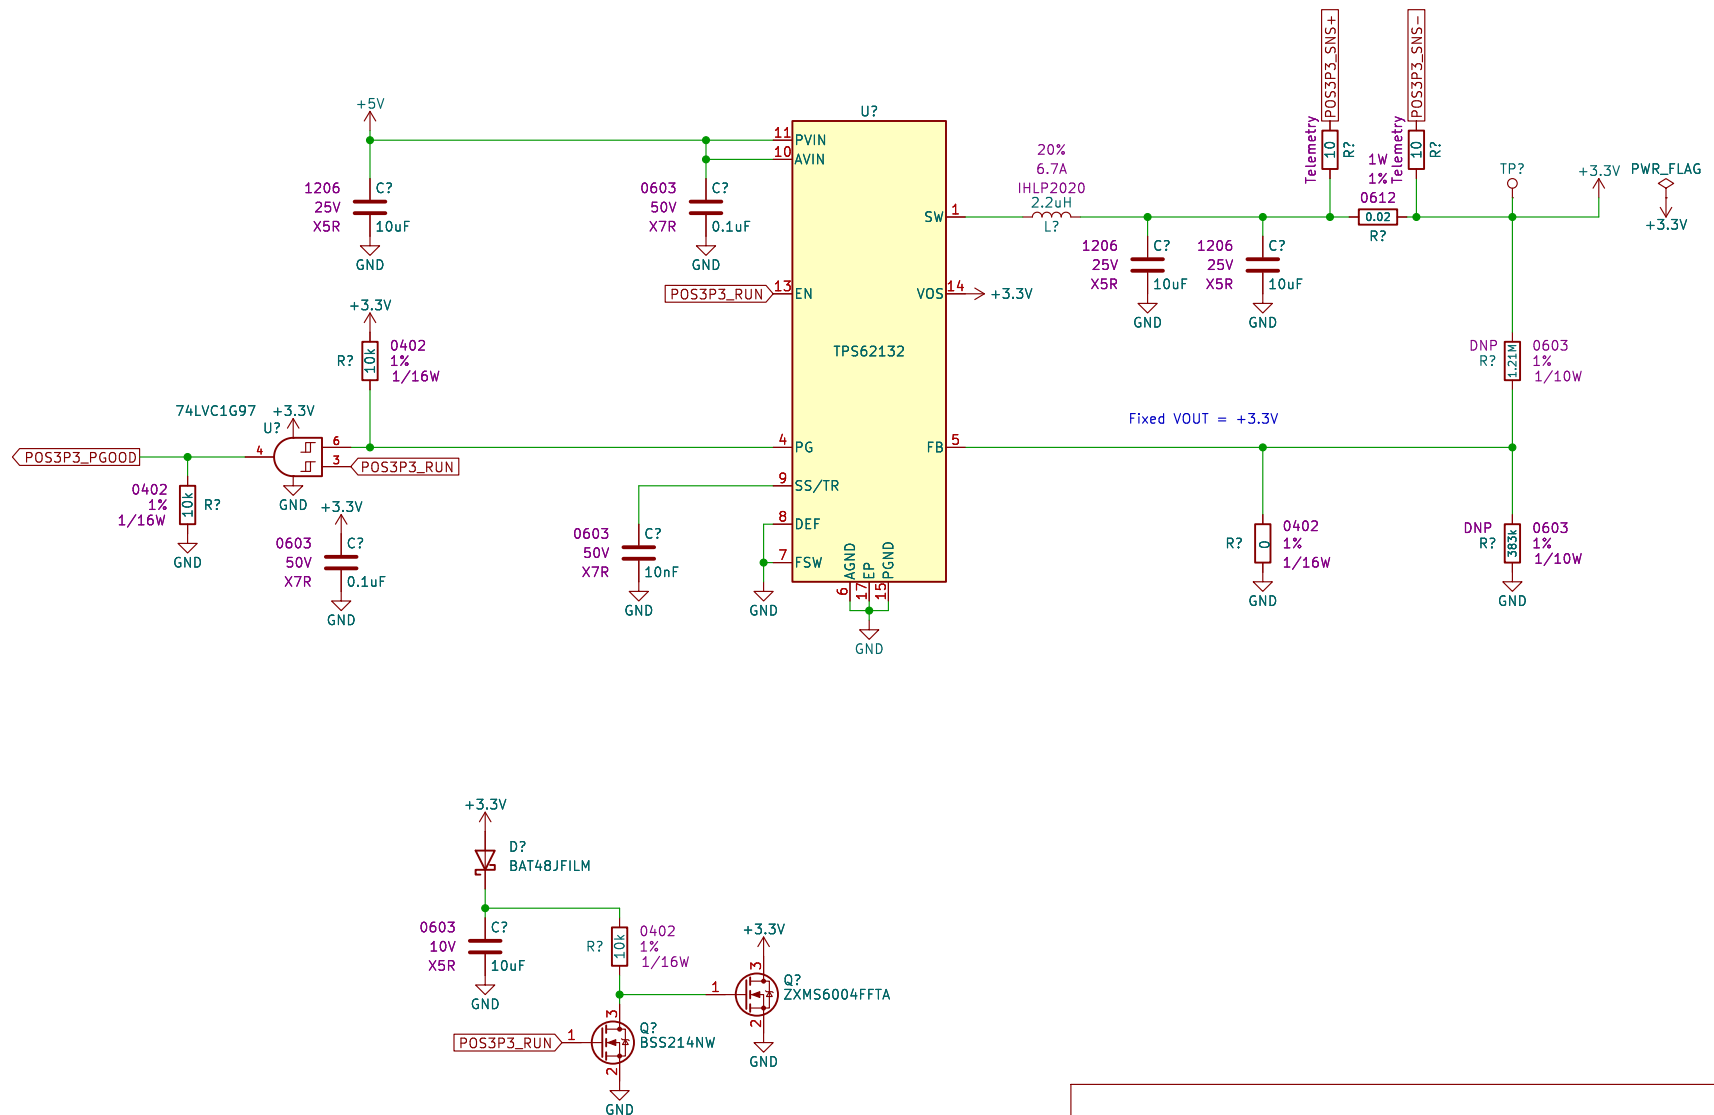 +5V
1206
25V
X5R
C?
10uF
GND
0603
50V
X7R
C?
0.1uF
GND
U?
11
PVIN
10
AVIN
POS3P3_RUN
13
EN
TPS62132
4
PG
9
SS/TR
8
DEF
7
FSW
AGND
EP
PGND
6
17
15
GND
SW
1
VOS
14
+3.3V
FB
5
20%
6.7A
IHLP2020
2.2uH
L?
1206
25V
X5R
C?
10uF
GND
1206
25V
X5R
C?
10uF
GND
POS3P3_SNS+
Telemetry
10
R?
POS3P3_SNS-
Telemetry
10
R?
1W
1%
0612
0.02
R?
TP?
+3.3V
PWR_FLAG
+3.3V
DNP
R?
1.21M
0603
1%
1/10W
Fixed VOUT = +3.3V
R?
0
0402
1%
1/16W
GND
DNP
R?
383k
0603
1%
1/10W
GND
+3.3V
R?
10k
0402
1%
1/16W
74LVC1G97
+3.3V
U?
6
3
4
POS3P3_RUN
GND
POS3P3_PGOOD
0402
1%
1/16W
10k
R?
GND
+3.3V
0603
50V
X7R
C?
0.1uF
GND
0603
50V
X7R
C?
10nF
GND
GND
+3.3V
D?
BAT48JFILM
0603
10V
X5R
C?
10uF
GND
R?
10k
0402
1%
1/16W
+3.3V
3
1
2
Q?
ZXMS6004FFTA
GND
POS3P3_RUN
1
3
2
Q?
BSS214NW
GND